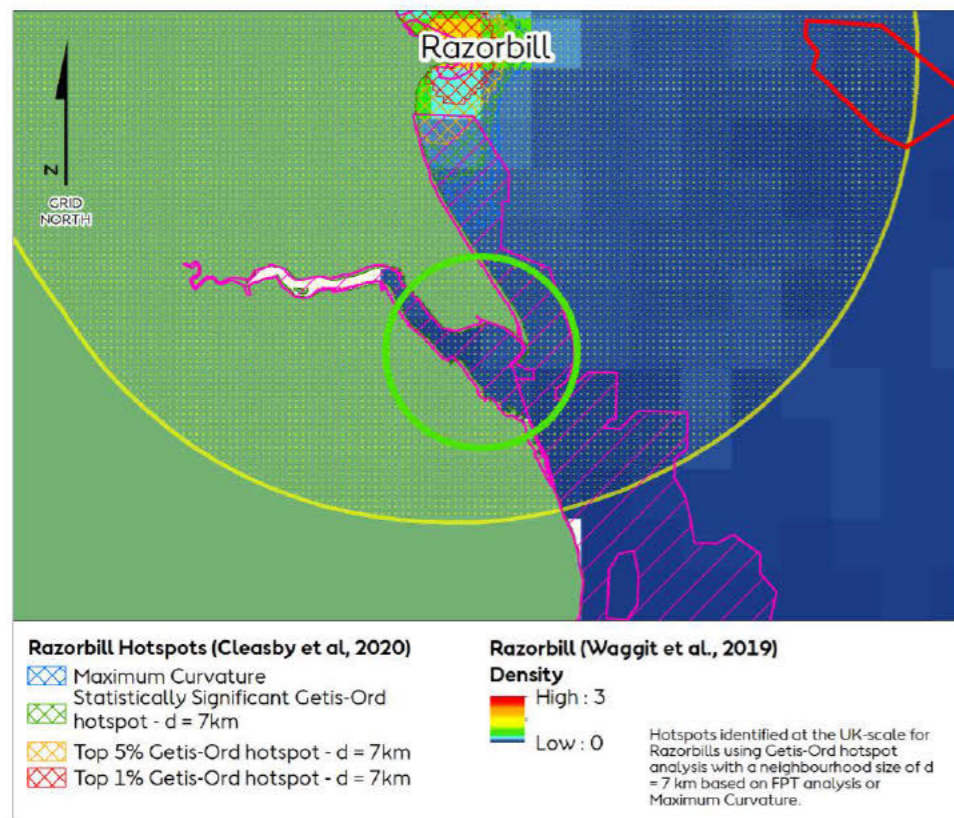 Razorbill
N
GRID
NORTH
Razorbill Hotspots (Cleasby et al, 2020)
Maximum Curvature
Statistically Significant Getis-Ord
hotspot - d = 7km
Top 5% Getis-Ord hotspot - d = 7km
Top 1% Getis-Ord hotspot - d = 7km
Razorbill (Waggit et al., 2019)
Density
High : 3
Low : 0
Hotspots identified at the UK-scale for
Razorbills using Getis-Ord hotspot
analysis with a neighbourhood size of d
= 7 km based on FPT analysis or
Maximum Curvature.